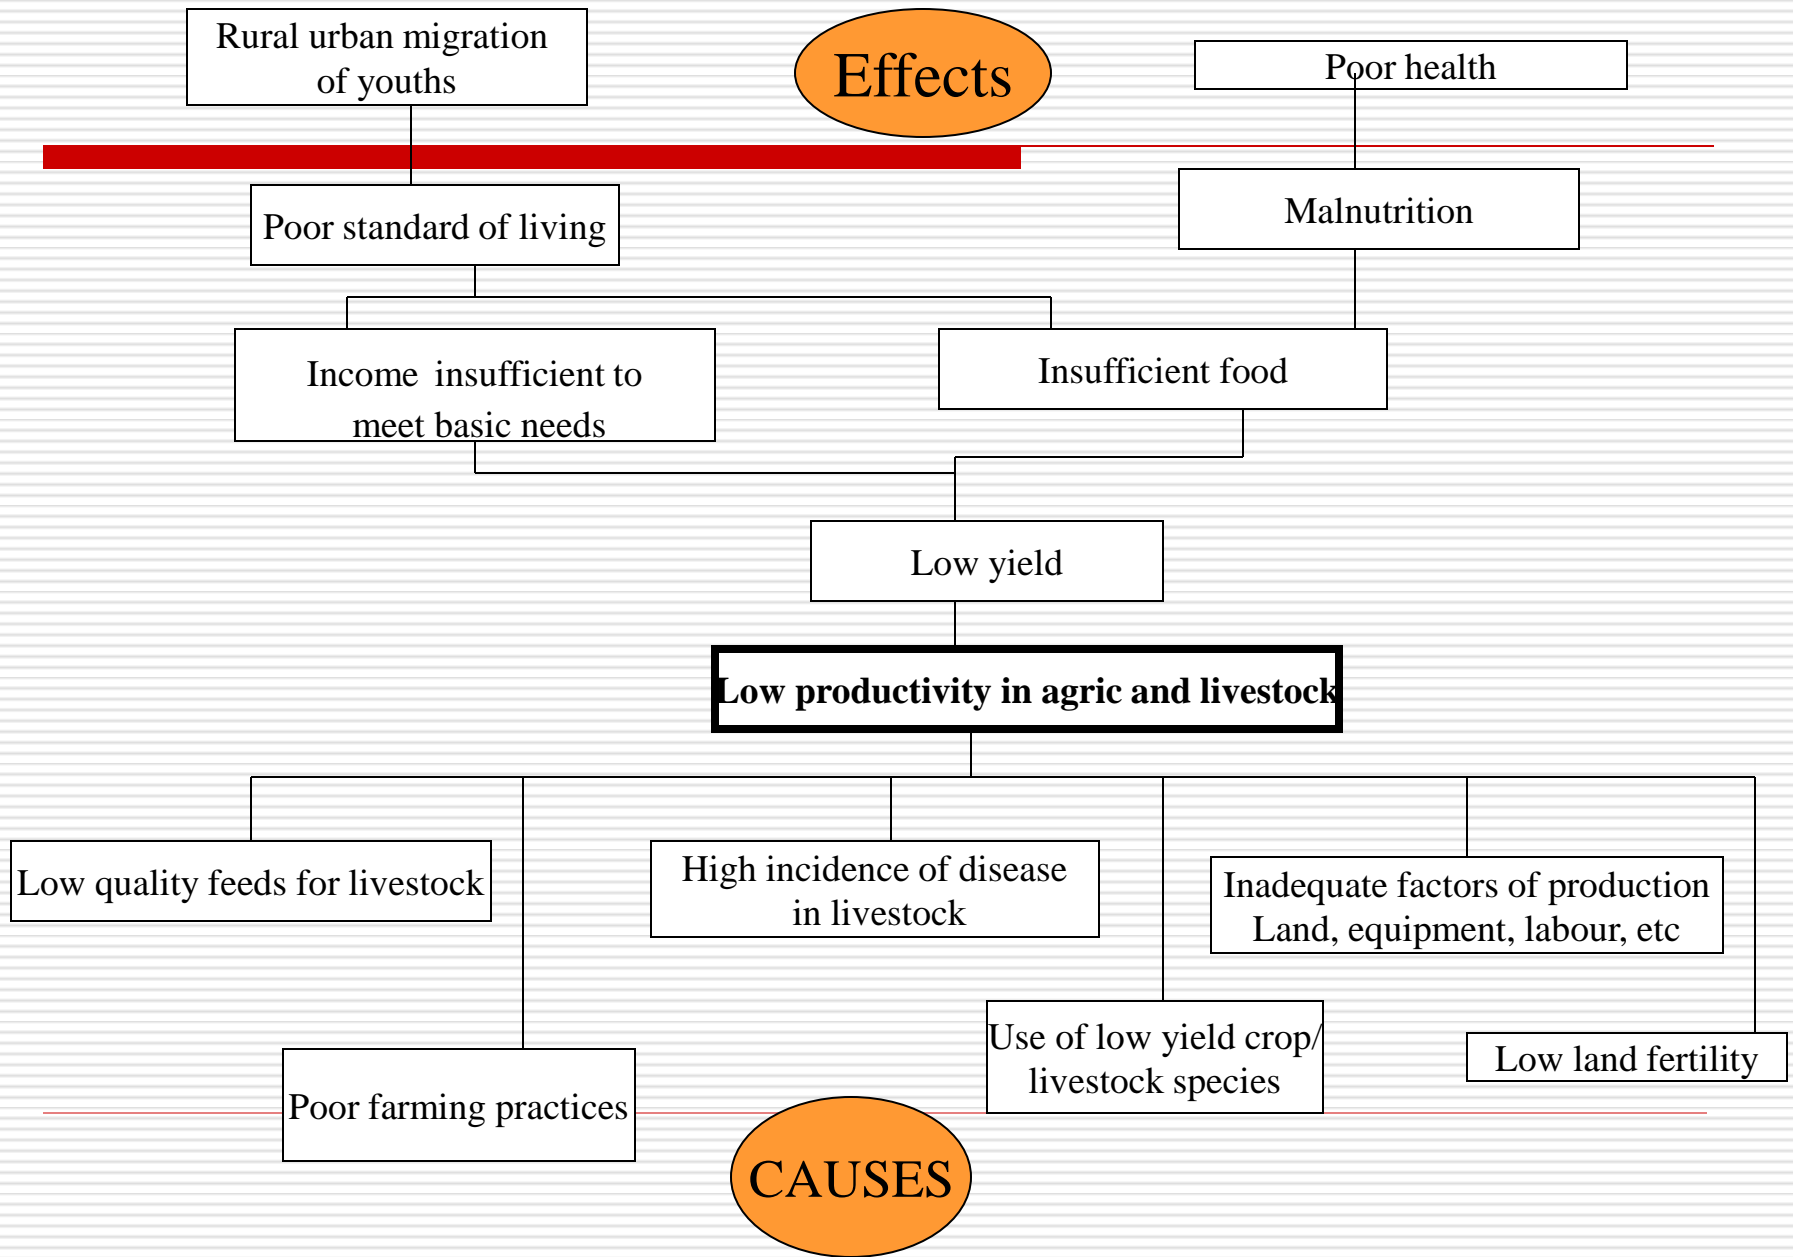 Rural urban migration
of youths
Effects
Poor health
Poor standard of living
Malnutrition
Income insufficient to
meet basic needs
Insufficient food
Low yield
Low productivity in agric and livestock
Low quality feeds for livestock
High incidence of disease
in livestock
Inadequate factors of production
Land, equipment, labour, etc
Poor farming practices
Use of low yield crop/
livestock species
Low land fertility
CAUSES